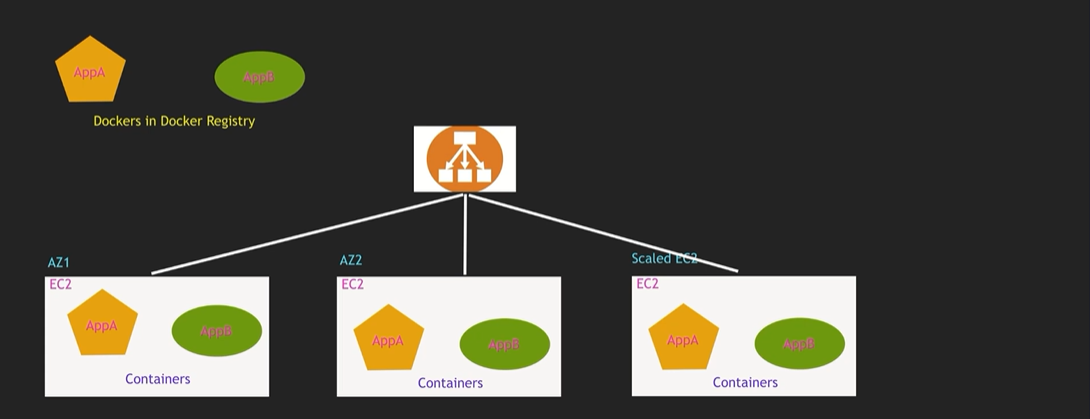 AppA
AppB
Dockers in Docker Registry
AZ1
AZ2
Scaled EC2
EC2
EC2
EC2
AppA
AppB
AppA
AppB
AppA
AppB
Containers
Containers
Containers